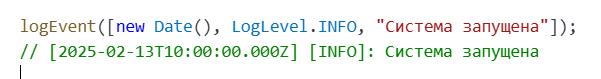 logEvent([new Date(), LogLevel.INFO, "Система запущена"]);
// [2025-02-13T10:00:00.000Z] [INFO]: Система запущена